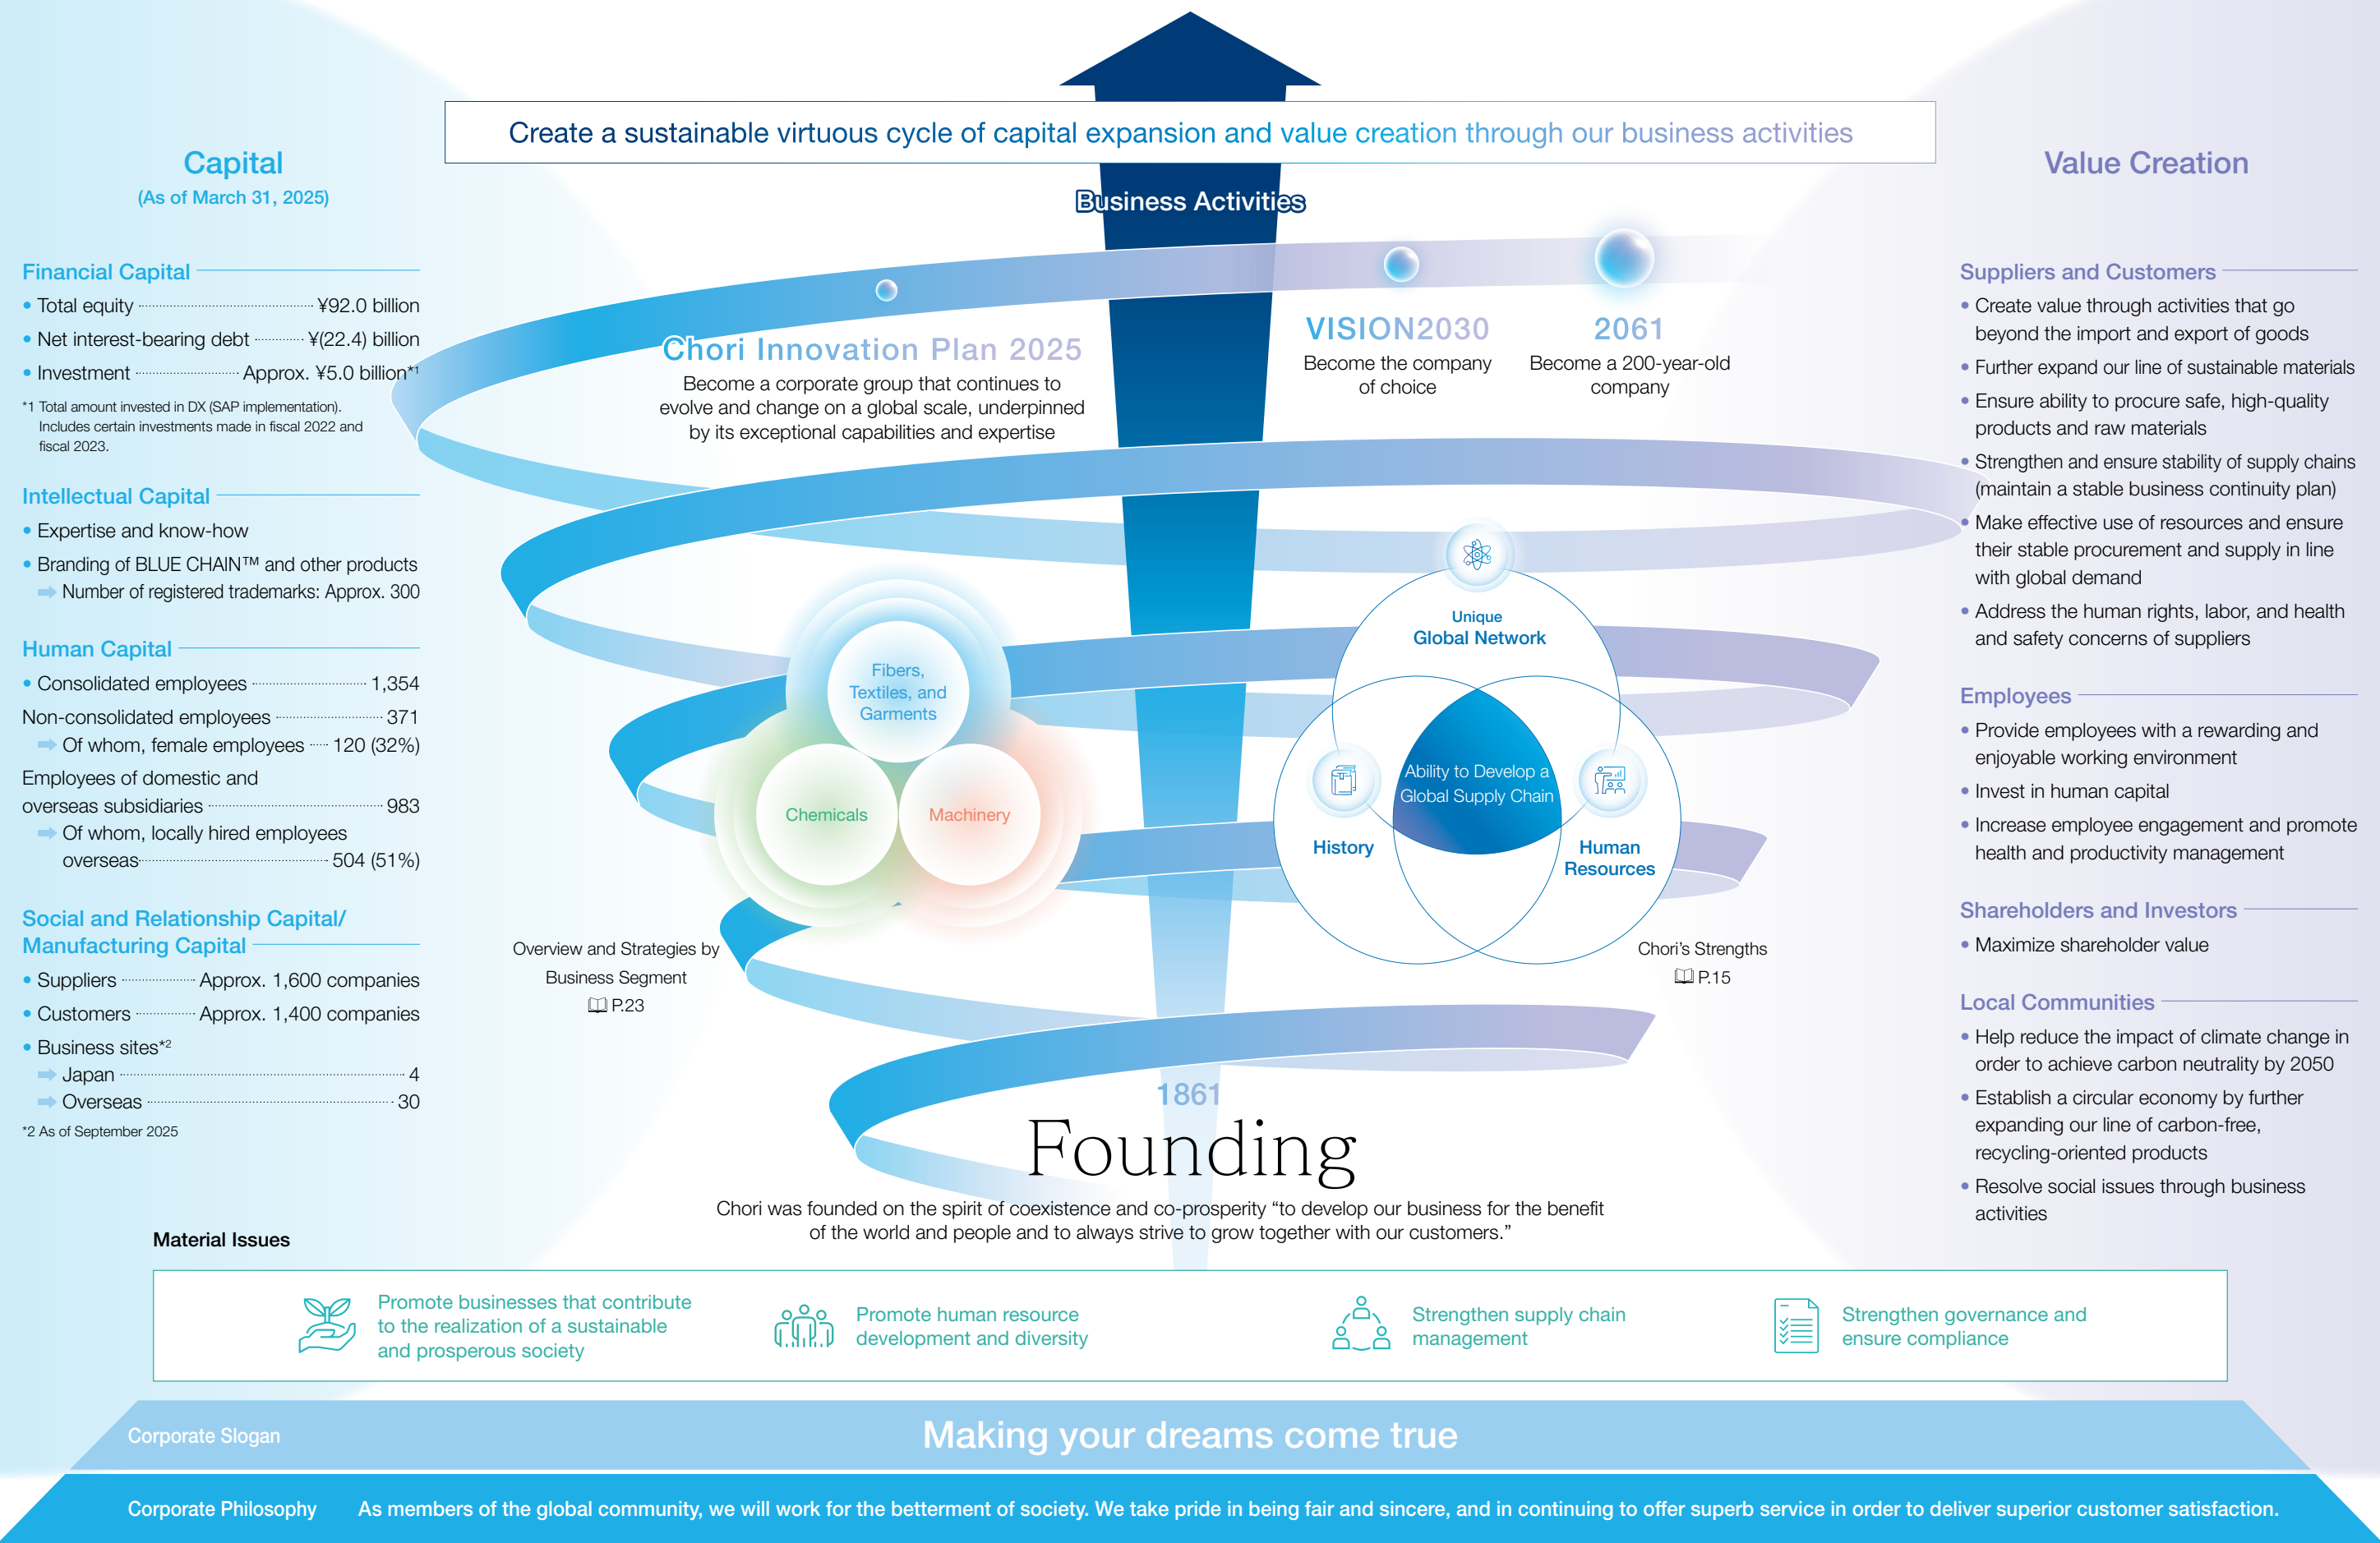 Create a sustainable virtuous cycle of capital expansion and value creation through our business activities
Capital
(As of March 31, 2025)
Financial Capital
• Total equity ¥92.0 billion
• Net interest-bearing debt ¥(22.4) billion
• Investment Approx. ¥5.0 billion*1
*1 Total amount invested in DX (SAP implementation).
Includes certain investments made in fiscal 2022 and
fiscal 2023.
Intellectual Capital
• Expertise and know-how
• Branding of BLUE CHAIN™ and other products
Number of registered trademarks: Approx. 300
Human Capital
• Consolidated employees 1,354
Non-consolidated employees 371
Of whom, female employees 120 (32%)
Employees of domestic and
overseas subsidiaries 983
Of whom, locally hired employees
overseas 504 (51%)
Social and Relationship Capital/
Manufacturing Capital
• Suppliers Approx. 1,600 companies
• Customers Approx. 1,400 companies
• Business sites*2
Japan 4
Overseas 30
*2 As of September 2025
Business Activities
Chori Innovation Plan 2025
Become a corporate group that continues to
evolve and change on a global scale, underpinned
by its exceptional capabilities and expertise
VISION2030
Become the company
of choice
2061
Become a 200-year-old
company
Fibers,
Textiles, and
Garments
Chemicals
Machinery
Overview and Strategies by
Business Segment
P.23
Unique
Global Network
Ability to Develop a
Global Supply Chain
History
Human
Resources
Chori's Strengths
P.15
1861
Founding
Chori was founded on the spirit of coexistence and co-prosperity “to develop our business for the benefit
of the world and people and to always strive to grow together with our customers.”
Value Creation
Suppliers and Customers
• Create value through activities that go
beyond the import and export of goods
• Further expand our line of sustainable materials
• Ensure ability to procure safe, high-quality
products and raw materials
• Strengthen and ensure stability of supply chains
(maintain a stable business continuity plan)
• Make effective use of resources and ensure
their stable procurement and supply in line
with global demand
• Address the human rights, labor, and health
and safety concerns of suppliers
Employees
• Provide employees with a rewarding and
enjoyable working environment
• Invest in human capital
• Increase employee engagement and promote
health and productivity management
Shareholders and Investors
• Maximize shareholder value
Local Communities
• Help reduce the impact of climate change in
order to achieve carbon neutrality by 2050
• Establish a circular economy by further
expanding our line of carbon-free,
recycling-oriented products
• Resolve social issues through business
activities
Material Issues
Promote businesses that contribute
to the realization of a sustainable
and prosperous society
Promote human resource
development and diversity
Strengthen supply chain
management
Strengthen governance and
ensure compliance
Corporate Slogan
Making your dreams come true
Corporate Philosophy
As members of the global community, we will work for the betterment of society. We take pride in being fair and sincere, and in continuing to offer superb service in order to deliver superior customer satisfaction.